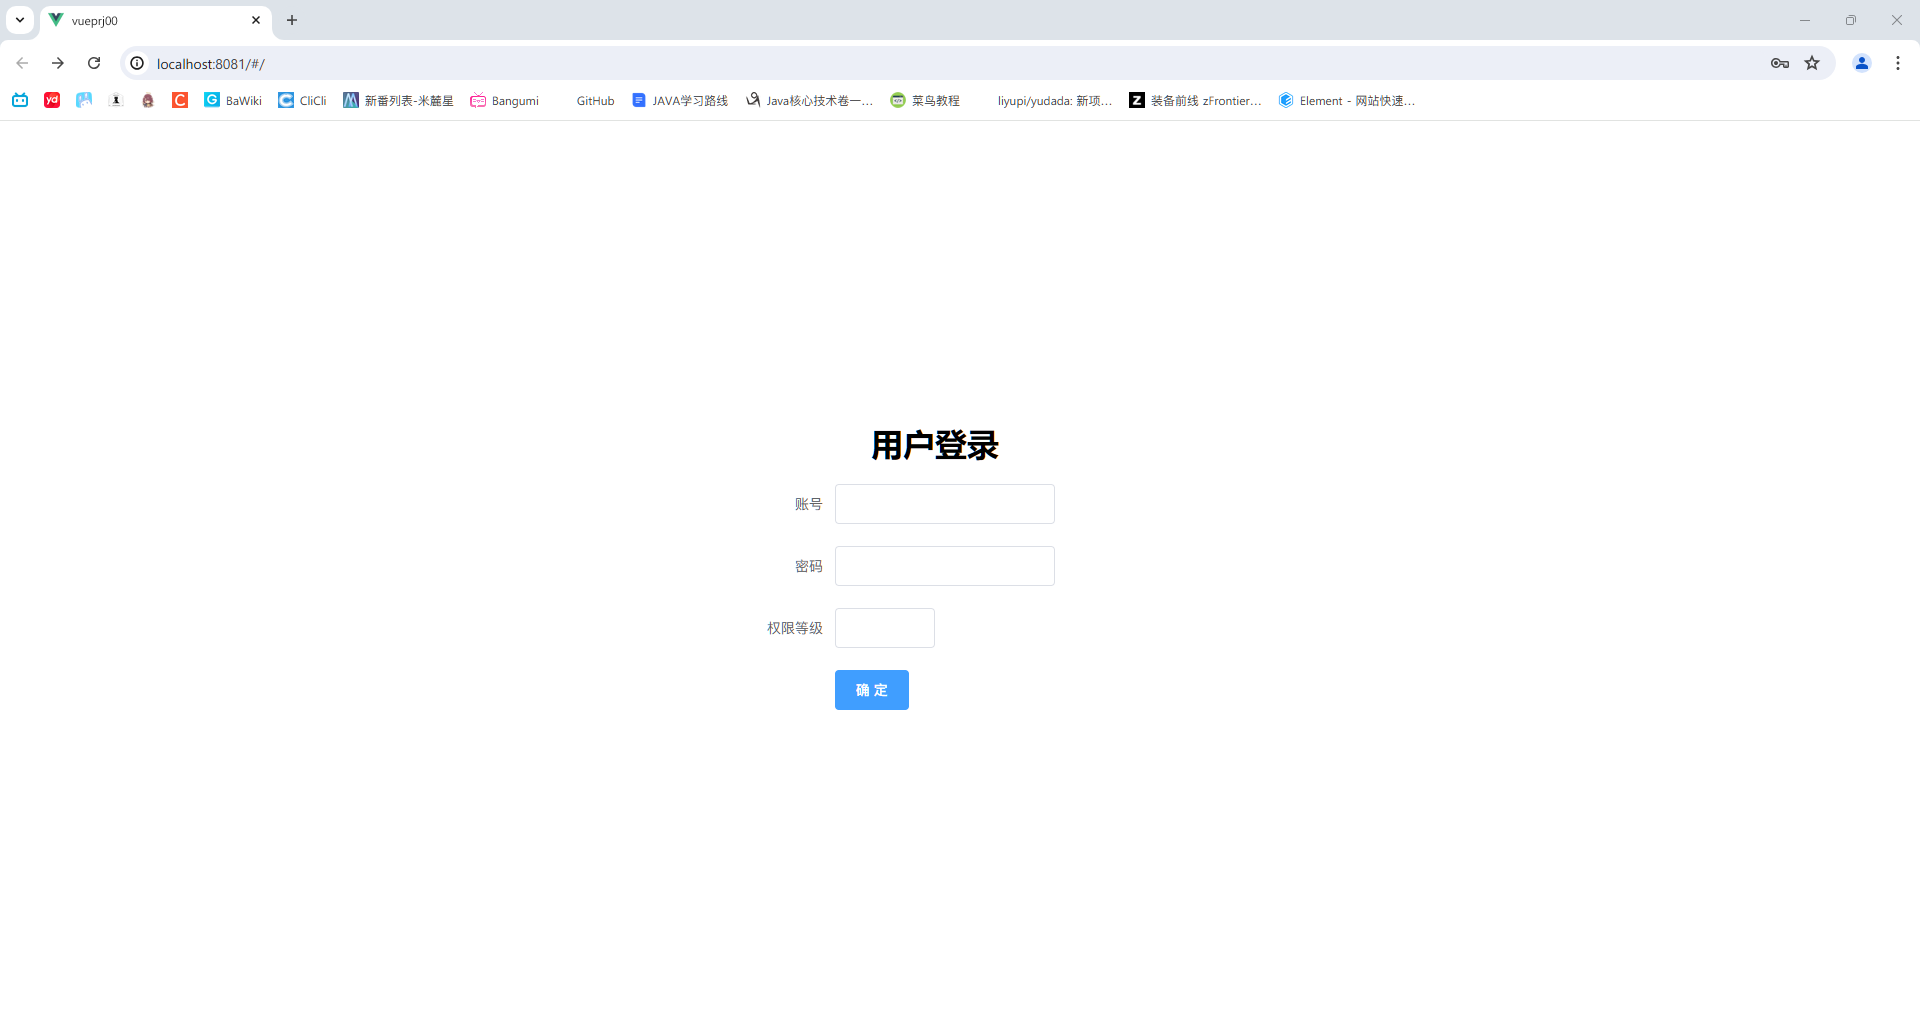 vueprj00
localhost:8081/#/
yd C G BaWiki CliCli 新番列表-米麓星 Bangumi GitHub JAVA学习路线 Java核心技术卷一... 菜鸟教程 liyupi/yudada: 新项... Z 装备前线 zFrontier... Element - 网站快速...
用户登录
账号
密码
权限等级
确 定